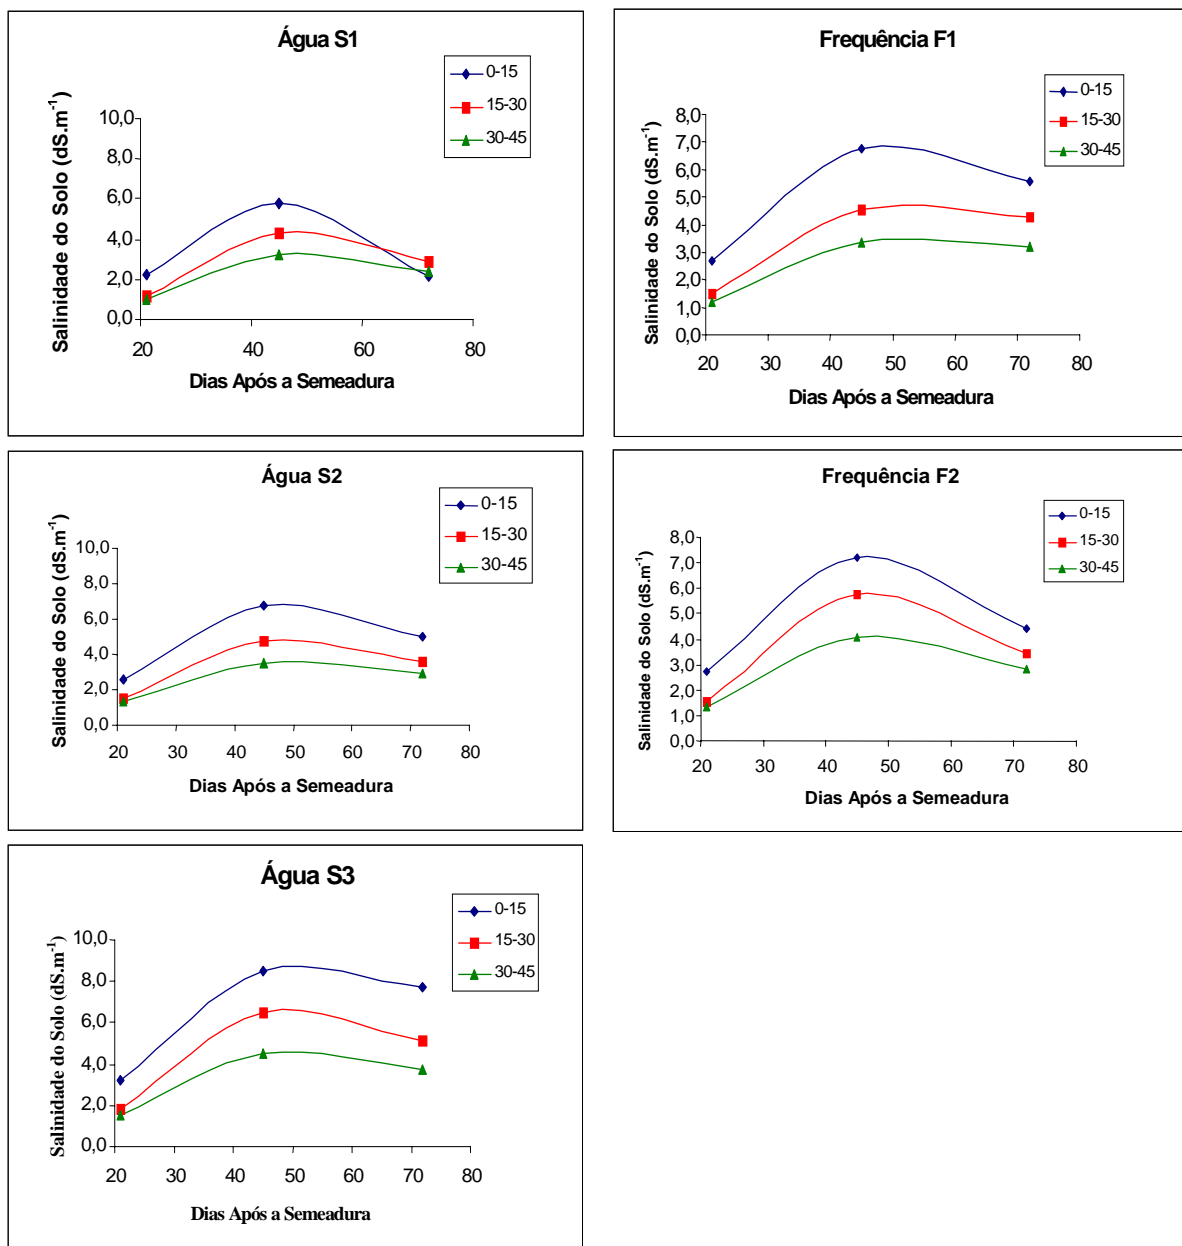 Água S1
0-15
15-30
30-45
Salinidade do Solo (dS.m-1)
10,0
8,0
6,0
4,0
2,0
0,0
20 40 60 80
Dias Após a Semeadura
Frequência F1
0-15
15-30
30-45
Salinidade do Solo (dS.m-1)
8,0
7,0
6,0
5,0
4,0
3,0
2,0
1,0
0,0
20 30 40 50 60 70 80
Dias Após a Semeadura
Água S2
0-15
15-30
30-45
Salinidade do Solo (dS.m-1)
10,0
8,0
6,0
4,0
2,0
0,0
20 30 40 50 60 70 80
Dias Após a Semeadura
Frequência F2
0-15
15-30
30-45
Salinidade do Solo (dS.m-1)
8,0
7,0
6,0
5,0
4,0
3,0
2,0
1,0
0,0
20 30 40 50 60 70 80
Dias Após a Semeadura
Água S3
0-15
15-30
30-45
Salinidade do Solo (dS.m-1)
10,0
8,0
6,0
4,0
2,0
0,0
20 30 40 50 60 70 80
Dias Após a Semeadura